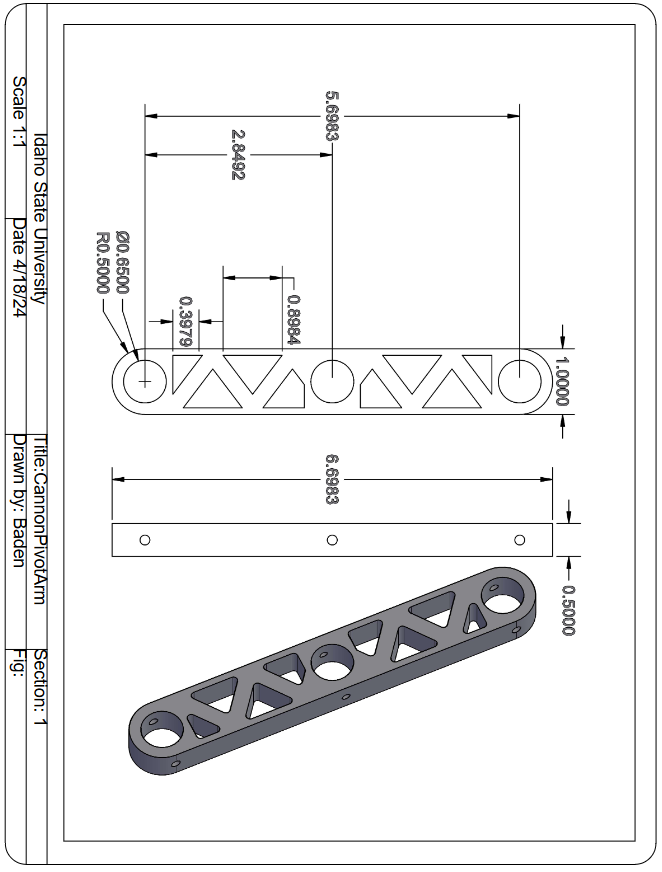 5.6983
2.8492
Ø0.6500
R0.5000
0.8984
0.3979
1.0000
6.6983
0.5000
Idaho State University
Title:CannonPivotArm
Section: 1
Scale 1:1
Date 4/18/24
Drawn by: Baden
Fig: